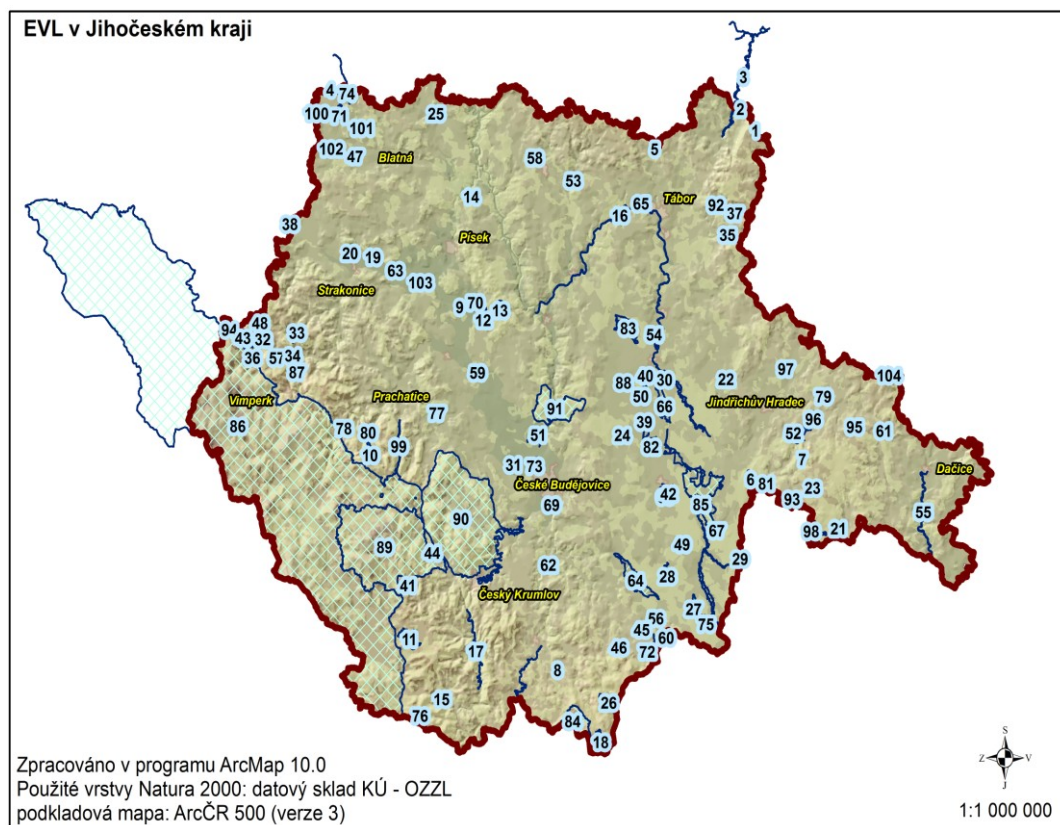 EVL v Jihočeském kraji
3
4 74
2
100 71 25
101 1
102 47 Blatná 58 5
53
14 65 Tábor 92
16 37
38 Písek 35
20 19
63
Strakonice 103
9 70 13
12
94 48 33 83 54
43 32
36 57 34
87 59 40 30 22 97 104
88
Vimperk Prachatice 50 Jindřichův Hradec 79
77 91 66
86 78 80 51 39 96 95 61
24 52
10 99 82
31 73 7 Dačice
České Budějovice 6 81 23
42
90 69 85 93 55
67 98 21
89 44 49 29
62
41 64 28
Český Krumlov
27
56 75
11 45 60
17 46 72
8
15 26
76 84
18
S
Z V
J
Zpracováno v programu ArcMap 10.0
Použité vrstvy Natura 2000: datový sklad KÚ - OZZL
podkladová mapa: ArcČR 500 (verze 3)
1:1 000 000